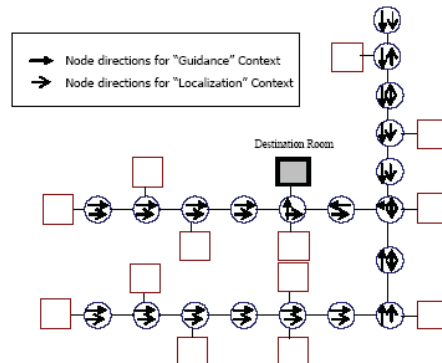 Node directions for "Guidance" Context
Node directions for "Localization" Context
Destination Room